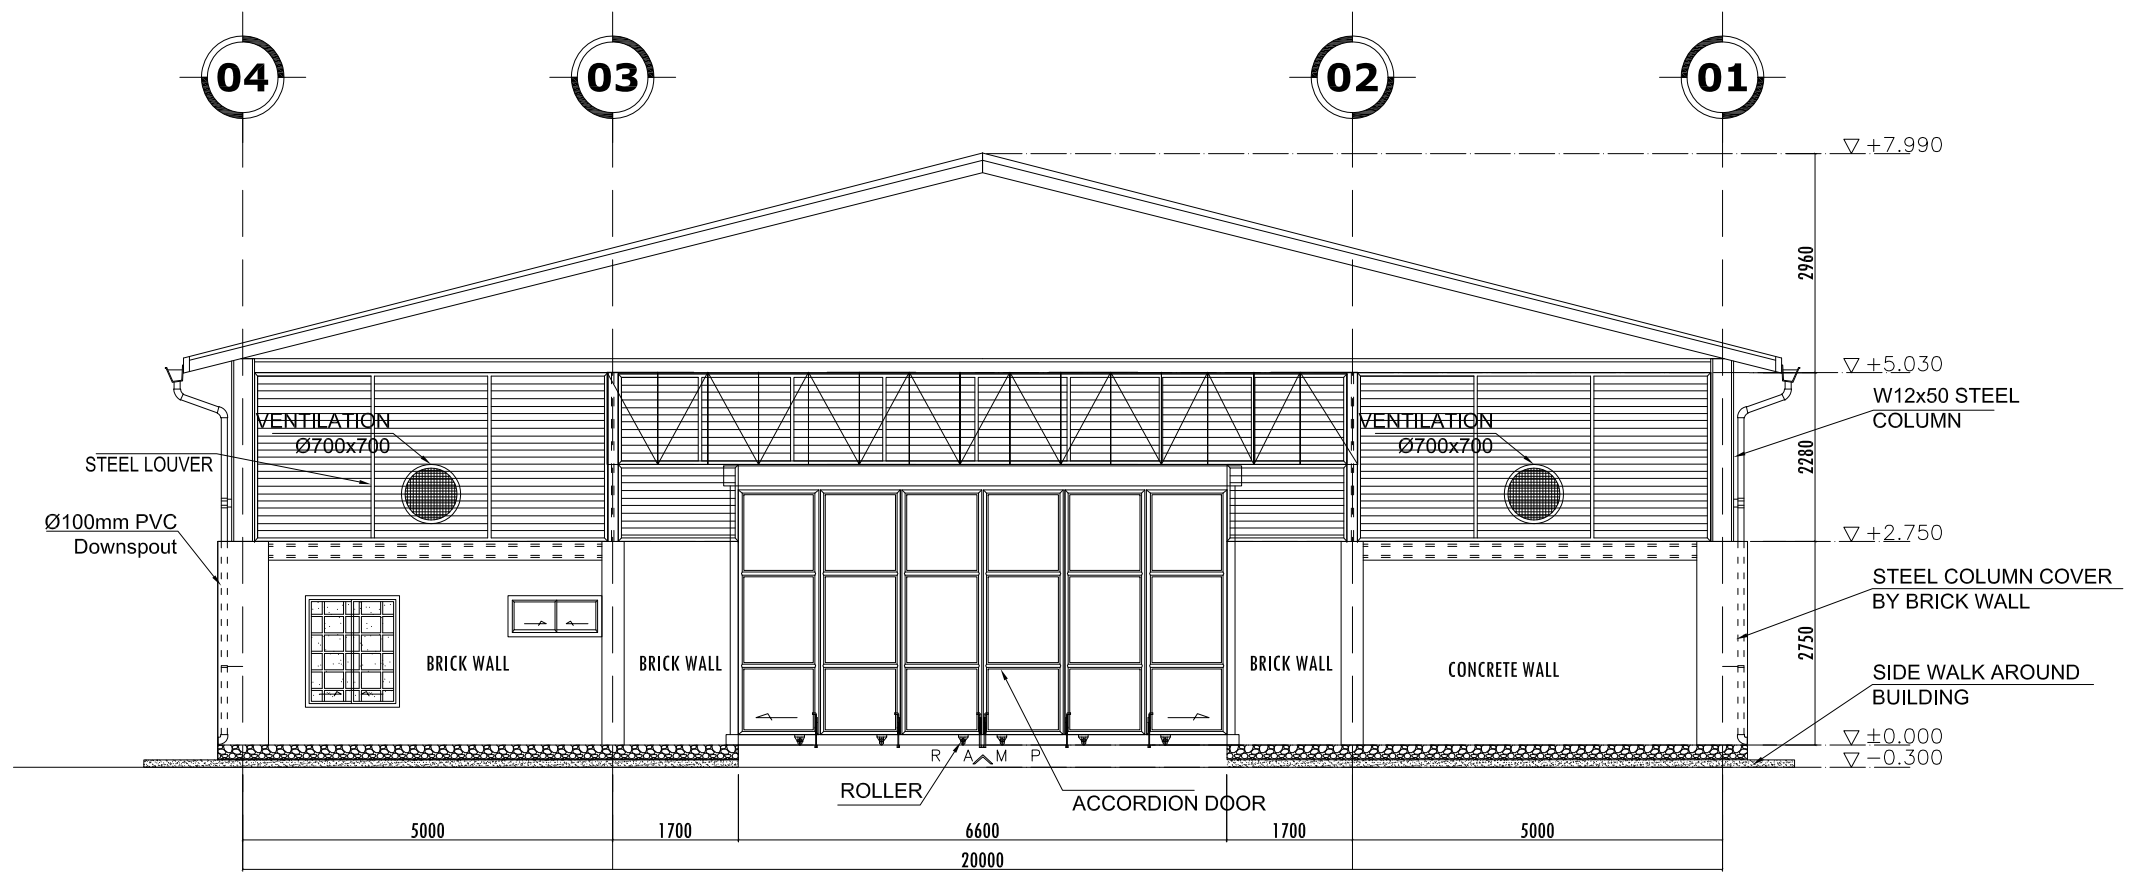 04
03
02
01
▽ +7.990
2960
▽ +5.030
W12x50 STEEL
COLUMN
VENTILATION
Ø700x700
VENTILATION
Ø700x700
STEEL LOUVER
2280
Ø100mm PVC
Downspout
▽ +2.750
STEEL COLUMN COVER
BY BRICK WALL
2750
BRICK WALL
BRICK WALL
BRICK WALL
CONCRETE WALL
SIDE WALK AROUND
BUILDING
▽ ±0.000
▽ -0.300
R A M P
ROLLER
ACCORDION DOOR
5000
1700
6600
1700
5000
20000